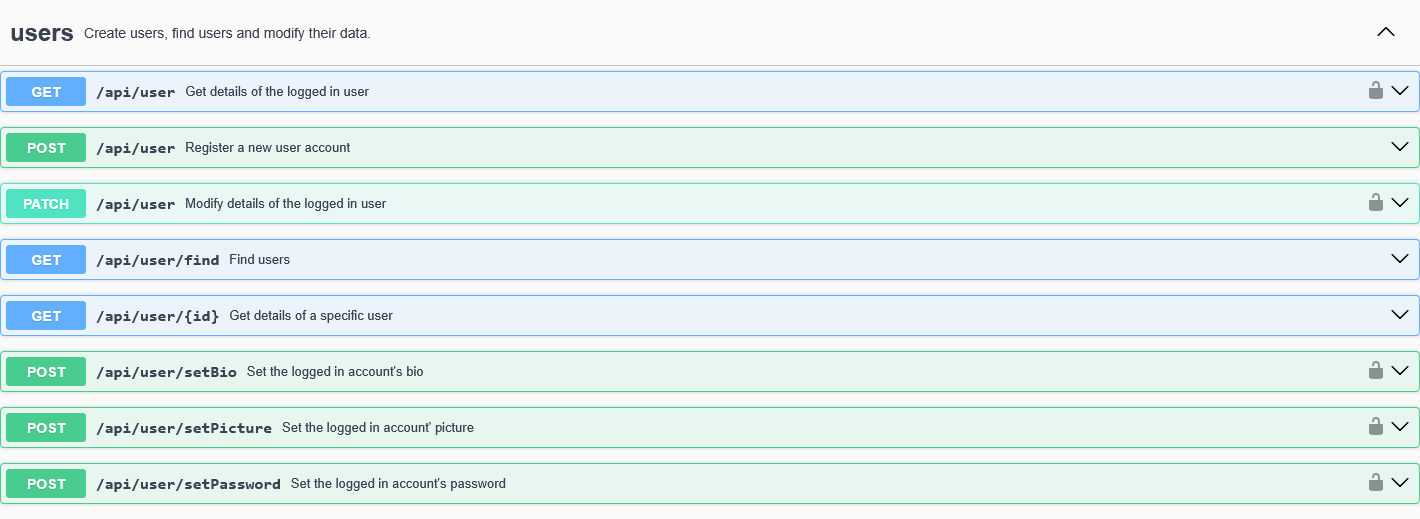 users Create users, find users and modify their data.
GET /api/user Get details of the logged in user
POST /api/user Register a new user account
PATCH /api/user Modify details of the logged in user
GET /api/user/find Find users
GET /api/user/{id} Get details of a specific user
POST /api/user/setBio Set the logged in account's bio
POST /api/user/setPicture Set the logged in account' picture
POST /api/user/setPassword Set the logged in account's password